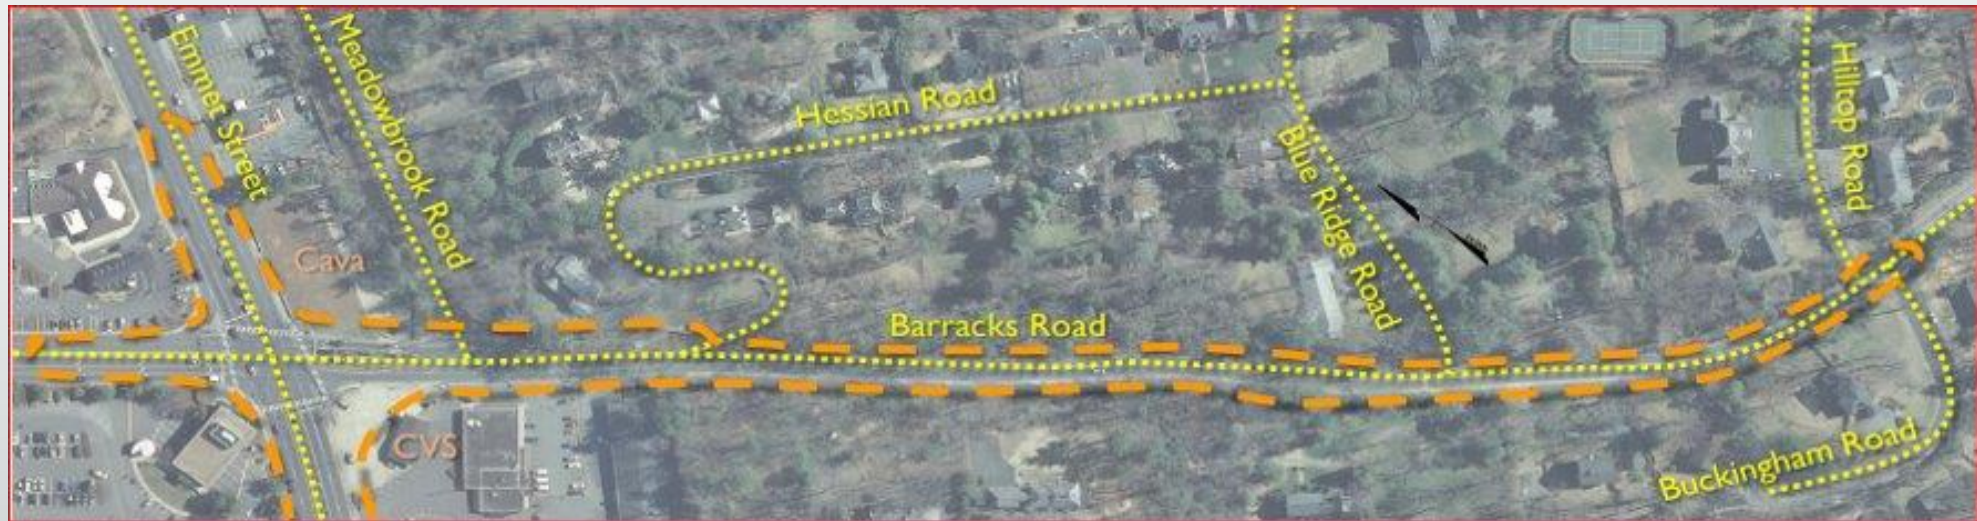 Emmet Street
Meadowbrook Road
Hessian Road
Blue Ridge Road
Hilltop Road
Cava
Barracks Road
CVS
Buckingham Road